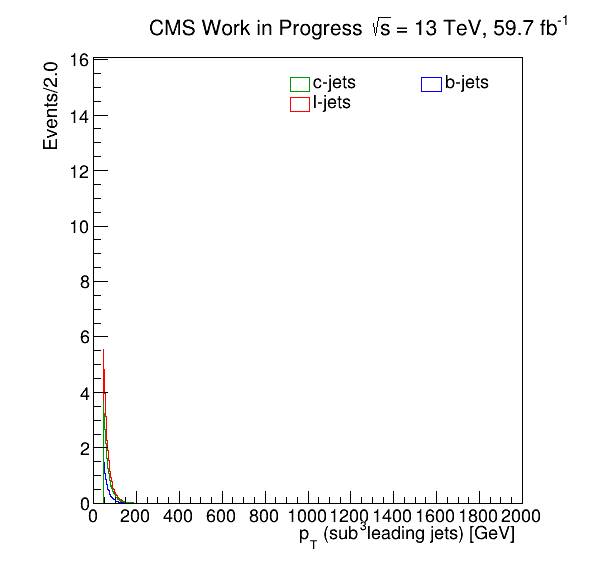 CMS Work in Progress √s = 13 TeV, 59.7 fb⁻¹
Events/2.0
c-jets
b-jets
l-jets
16
14
12
10
8
6
4
2
0
0 200 400 600 800 1000 1200 1400 1600 1800 2000
p_T (sub³leading jets) [GeV]